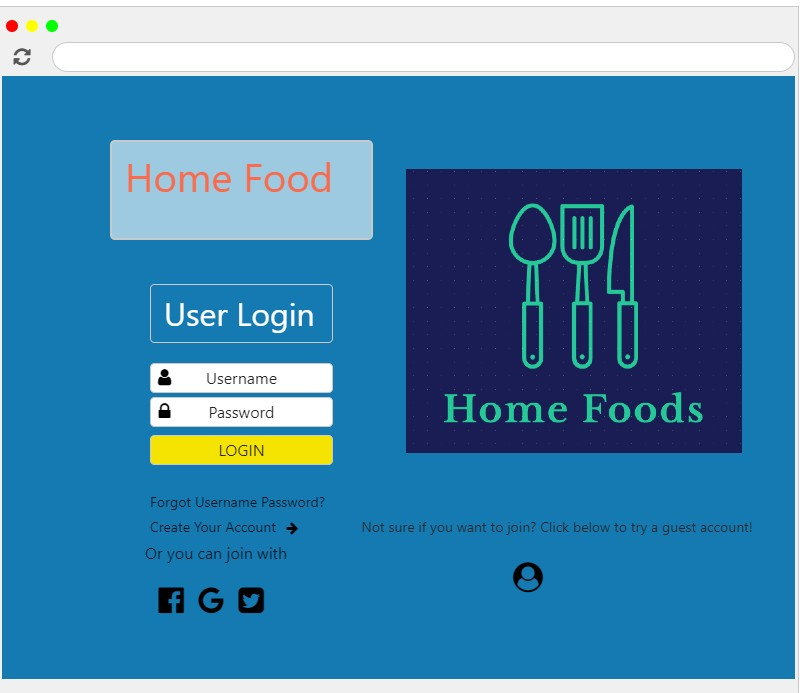 Home Food
Home Foods
User Login
Username
Password
LOGIN
Forgot Username Password?
Create Your Account
Or you can join with
Not sure if you want to join? Click below to try a guest account!